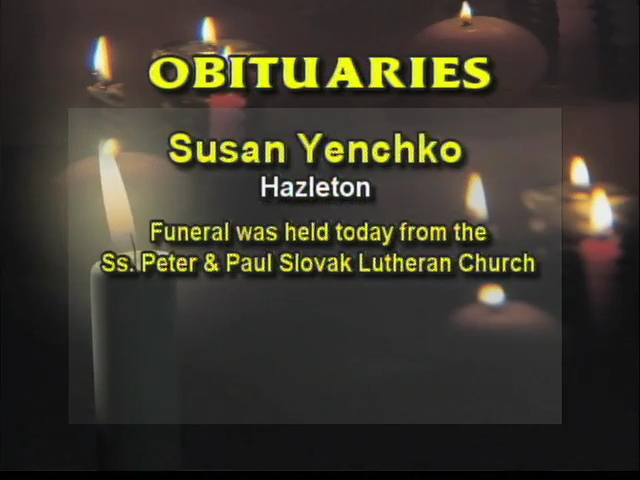 OBITUARIES
Susan Yenchko
Hazleton
Funeral was held today from the
Ss. Peter & Paul Slovak Lutheran Church